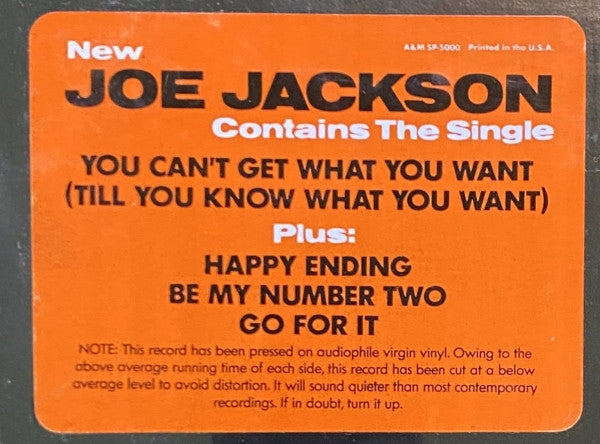 New
A&M SP-5000 Printed in the U.S.A.
JOE JACKSON
Contains The Single
YOU CAN'T GET WHAT YOU WANT
(TILL YOU KNOW WHAT YOU WANT)
Plus:
HAPPY ENDING
BE MY NUMBER TWO
GO FOR IT
NOTE: This record has been pressed on audiophile virgin vinyl. Owing to the
above average running time of each side, this record has been cut at a below
average level to avoid distortion. It will sound quieter than most contemporary
recordings. If in doubt, turn it up.